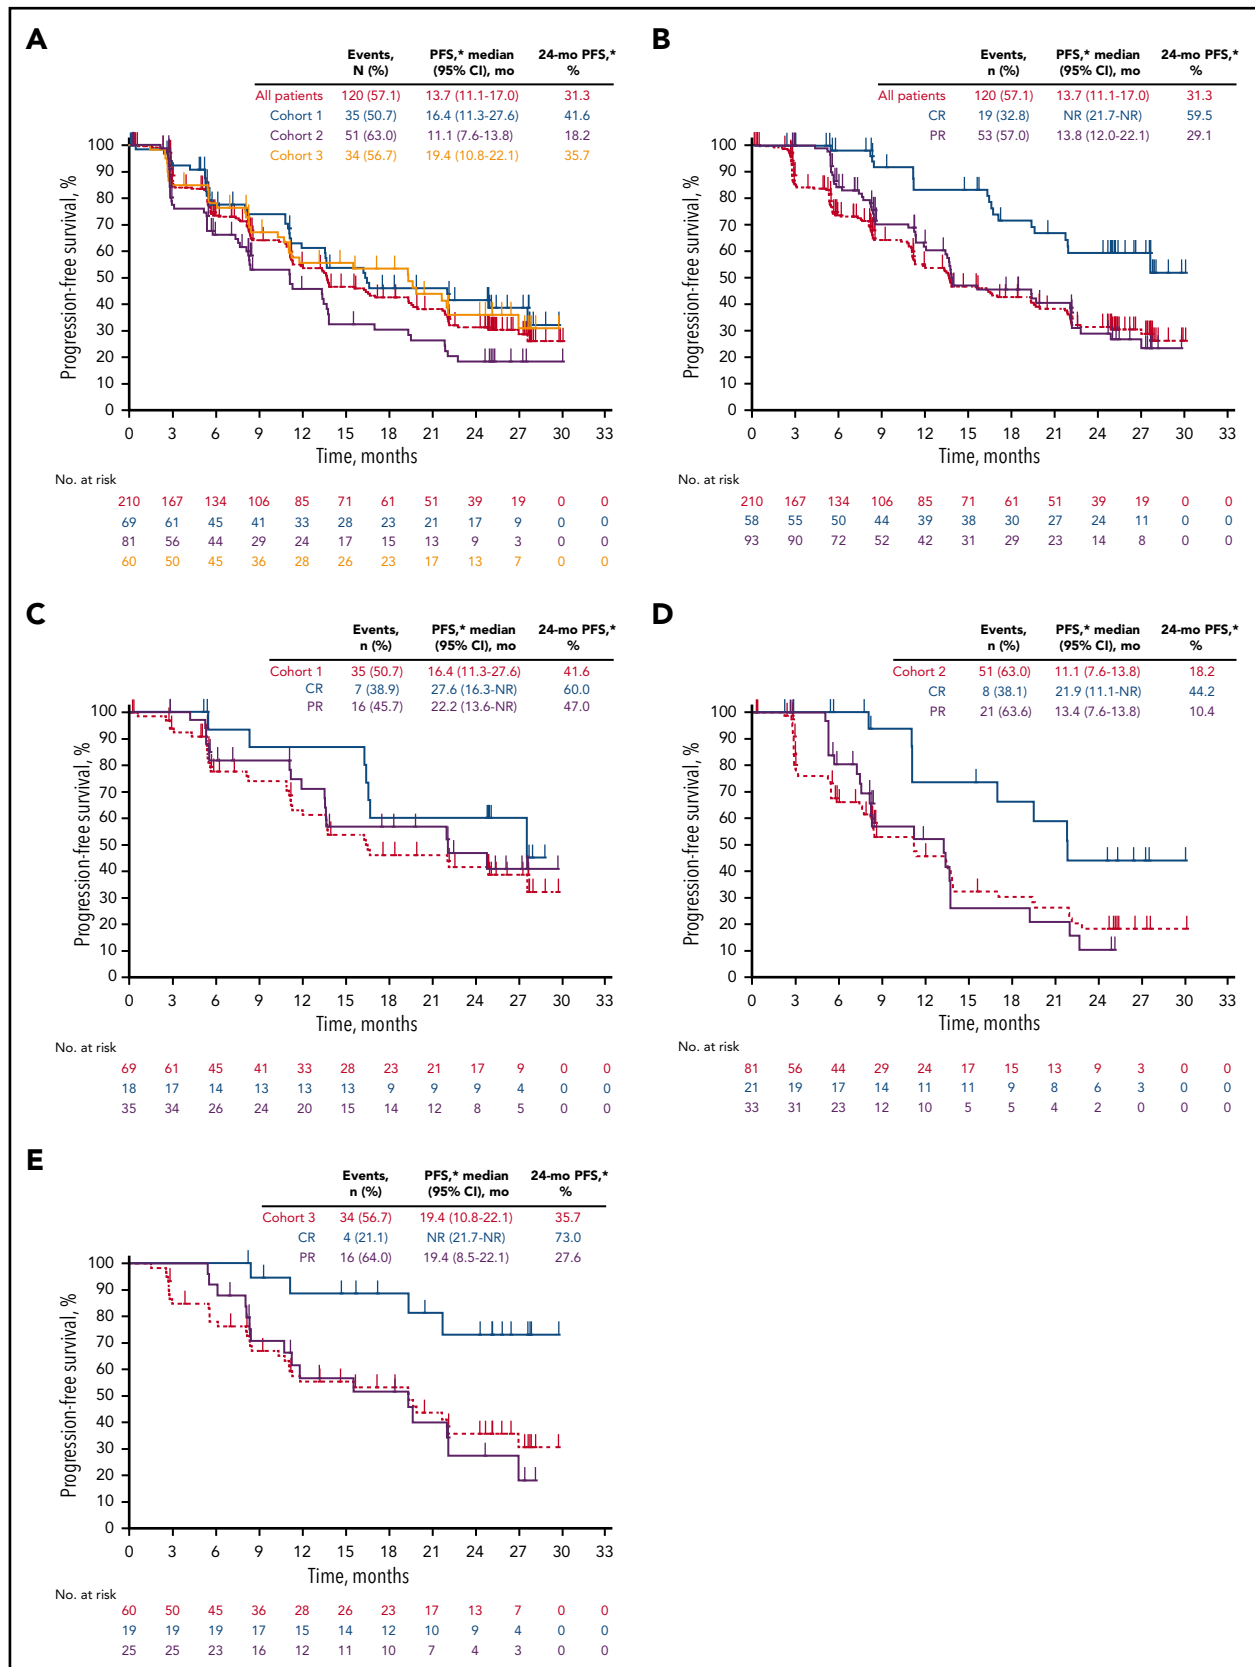 A
Events, PFS,* median 24-mo PFS,*
N (%) (95% CI), mo %
All patients 120 (57.1) 13.7 (11.1-17.0) 31.3
Cohort 1 35 (50.7) 16.4 (11.3-27.6) 41.6
Cohort 2 51 (63.0) 11.1 (7.6-13.8) 18.2
Cohort 3 34 (56.7) 19.4 (10.8-22.1) 35.7
Progression-free survival, %
100
90
80
70
60
50
40
30
20
10
0
0 3 6 9 12 15 18 21 24 27 30 33
Time, months
No. at risk
210 167 134 106 85 71 61 51 39 19 0 0
69 61 45 41 33 28 23 21 17 9 0 0
81 56 44 29 24 17 15 13 9 3 0 0
60 50 45 36 28 26 23 17 13 7 0 0
B
Events, PFS,* median 24-mo PFS,*
n (%) (95% CI), mo %
All patients 120 (57.1) 13.7 (11.1-17.0) 31.3
CR 19 (32.8) NR (21.7-NR) 59.5
PR 53 (57.0) 13.8 (12.0-22.1) 29.1
Progression-free survival, %
100
90
80
70
60
50
40
30
20
10
0
0 3 6 9 12 15 18 21 24 27 30 33
Time, months
No. at risk
210 167 134 106 85 71 61 51 39 19 0 0
58 55 50 44 39 38 30 27 24 11 0 0
93 90 72 52 42 31 29 23 14 8 0 0
C
Events, PFS,* median 24-mo PFS,*
n (%) (95% CI), mo %
Cohort 1 35 (50.7) 16.4 (11.3-27.6) 41.6
CR 7 (38.9) 27.6 (16.3-NR) 60.0
PR 16 (45.7) 22.2 (13.6-NR) 47.0
Progression-free survival, %
100
90
80
70
60
50
40
30
20
10
0
0 3 6 9 12 15 18 21 24 27 30 33
Time, months
No. at risk
69 61 45 41 33 28 23 21 17 9 0 0
18 17 14 13 13 13 9 9 9 4 0 0
35 34 26 24 20 15 14 12 8 5 0 0
D
Events, PFS,* median 24-mo PFS,*
n (%) (95% CI), mo %
Cohort 2 51 (63.0) 11.1 (7.6-13.8) 18.2
CR 8 (38.1) 21.9 (11.1-NR) 44.2
PR 21 (63.6) 13.4 (7.6-13.8) 10.4
Progression-free survival, %
100
90
80
70
60
50
40
30
20
10
0
0 3 6 9 12 15 18 21 24 27 30 33
Time, months
No. at risk
81 56 44 29 24 17 15 13 9 3 0 0
21 19 17 14 11 11 9 8 6 3 0 0
33 31 23 12 10 5 5 4 2 0 0 0
E
Events, PFS,* median 24-mo PFS,*
n (%) (95% CI), mo %
Cohort 3 34 (56.7) 19.4 (10.8-22.1) 35.7
CR 4 (21.1) NR (21.7-NR) 73.0
PR 16 (64.0) 19.4 (8.5-22.1) 27.6
Progression-free survival, %
100
90
80
70
60
50
40
30
20
10
0
0 3 6 9 12 15 18 21 24 27 30 33
Time, months
No. at risk
60 50 45 36 28 26 23 17 13 7 0 0
19 19 19 17 15 14 12 10 9 4 0 0
25 25 23 16 12 11 10 7 4 3 0 0